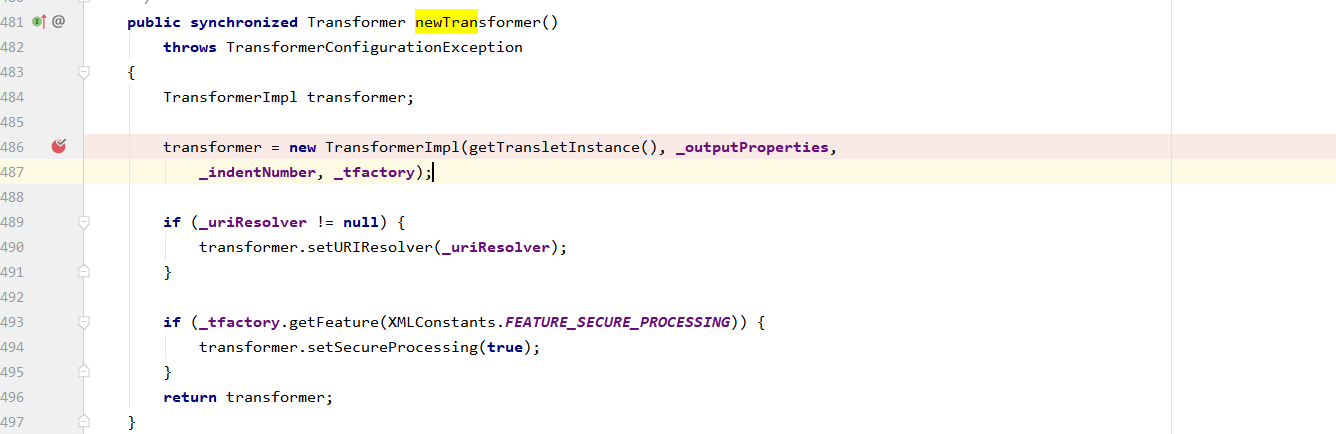 481 @ public synchronized Transformer newTransformer()
482 throws TransformerConfigurationException
483 {
484 TransformerImpl transformer;
485
486 transformer = new TransformerImpl(getTransletInstance(), _outputProperties,
487 _indentNumber, _tfactory);
488
489 if (_uriResolver != null) {
490 transformer.setURIResolver(_uriResolver);
491 }
492
493 if (_tfactory.getFeature(XMLConstants.FEATURE_SECURE_PROCESSING)) {
494 transformer.setSecureProcessing(true);
495 }
496 return transformer;
497 }